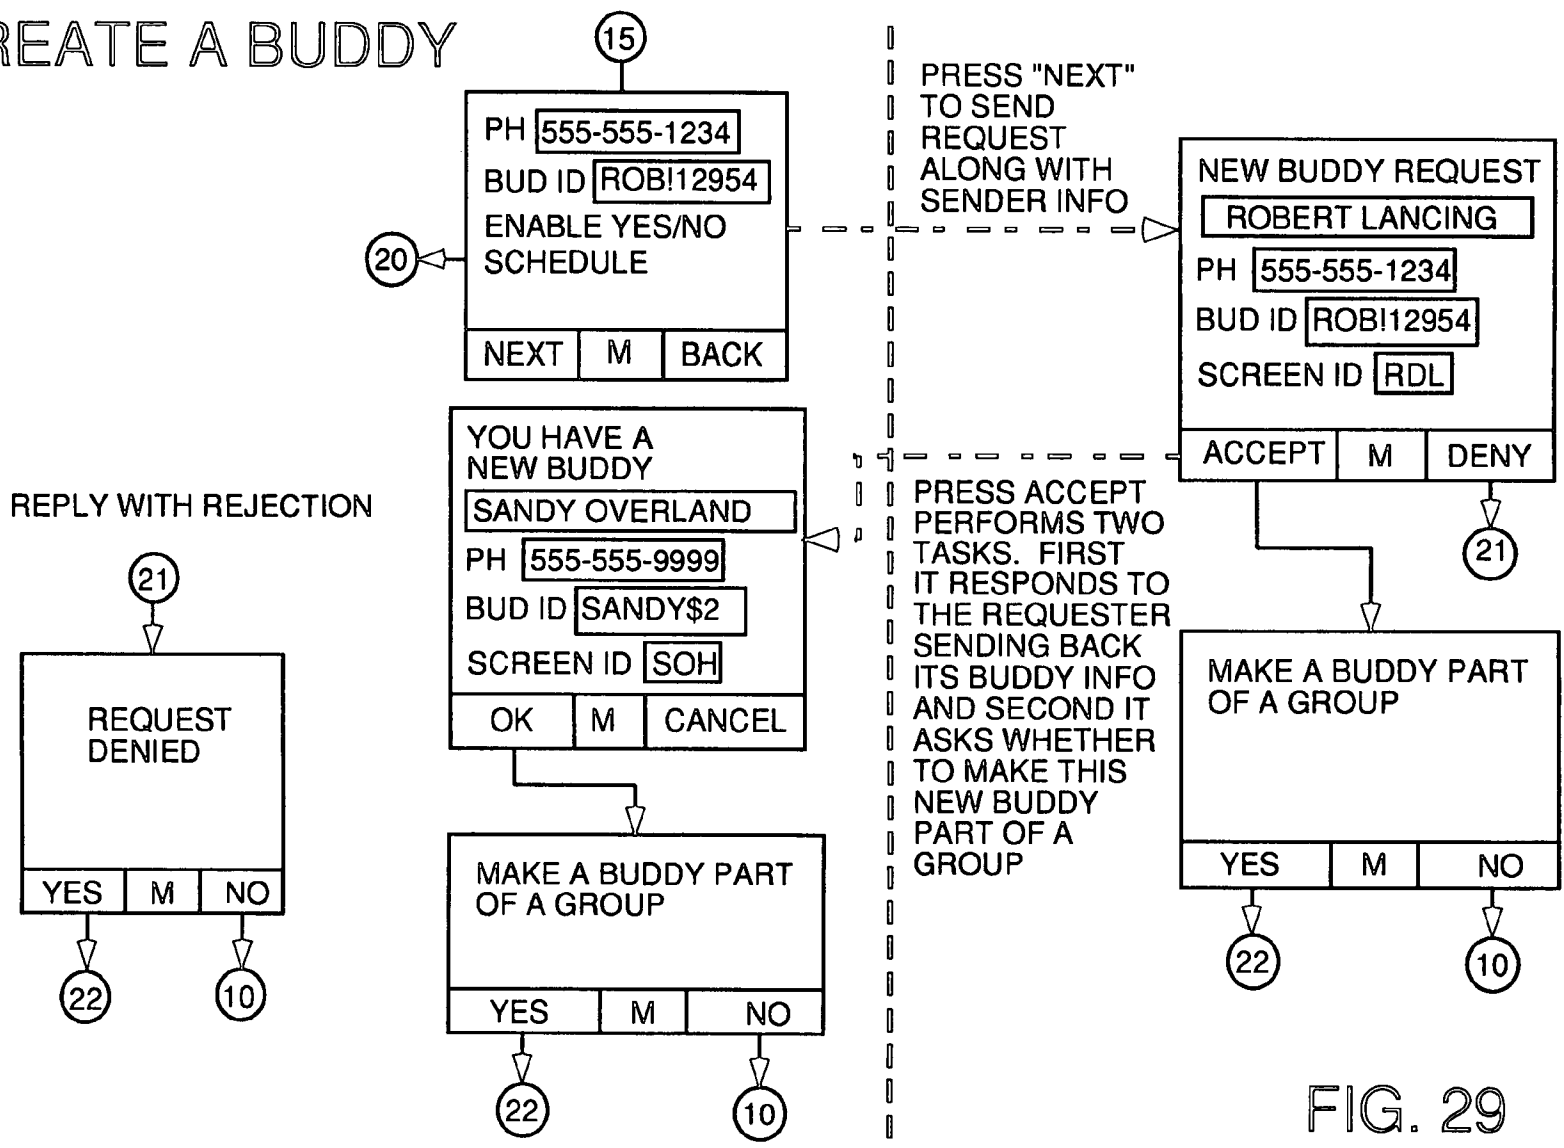 REATE A BUDDY
15
PH 555-555-1234
BUD ID ROB!12954
ENABLE YES/NO
SCHEDULE
20
NEXT M BACK
PRESS "NEXT"
TO SEND
REQUEST
ALONG WITH
SENDER INFO
NEW BUDDY REQUEST
ROBERT LANCING
PH 555-555-1234
BUD ID ROB!12954
SCREEN ID RDL
ACCEPT M DENY
21
YOU HAVE A
NEW BUDDY
SANDY OVERLAND
PH 555-555-9999
BUD ID SANDY$2
SCREEN ID SOH
OK M CANCEL
PRESS ACCEPT
PERFORMS TWO
TASKS. FIRST
IT RESPONDS TO
THE REQUESTER
SENDING BACK
ITS BUDDY INFO
AND SECOND IT
ASKS WHETHER
TO MAKE THIS
NEW BUDDY
PART OF A
GROUP
REPLY WITH REJECTION
21
REQUEST
DENIED
YES M NO
22 10
MAKE A BUDDY PART
OF A GROUP
YES M NO
22 10
MAKE A BUDDY PART
OF A GROUP
YES M NO
22 10
FIG. 29